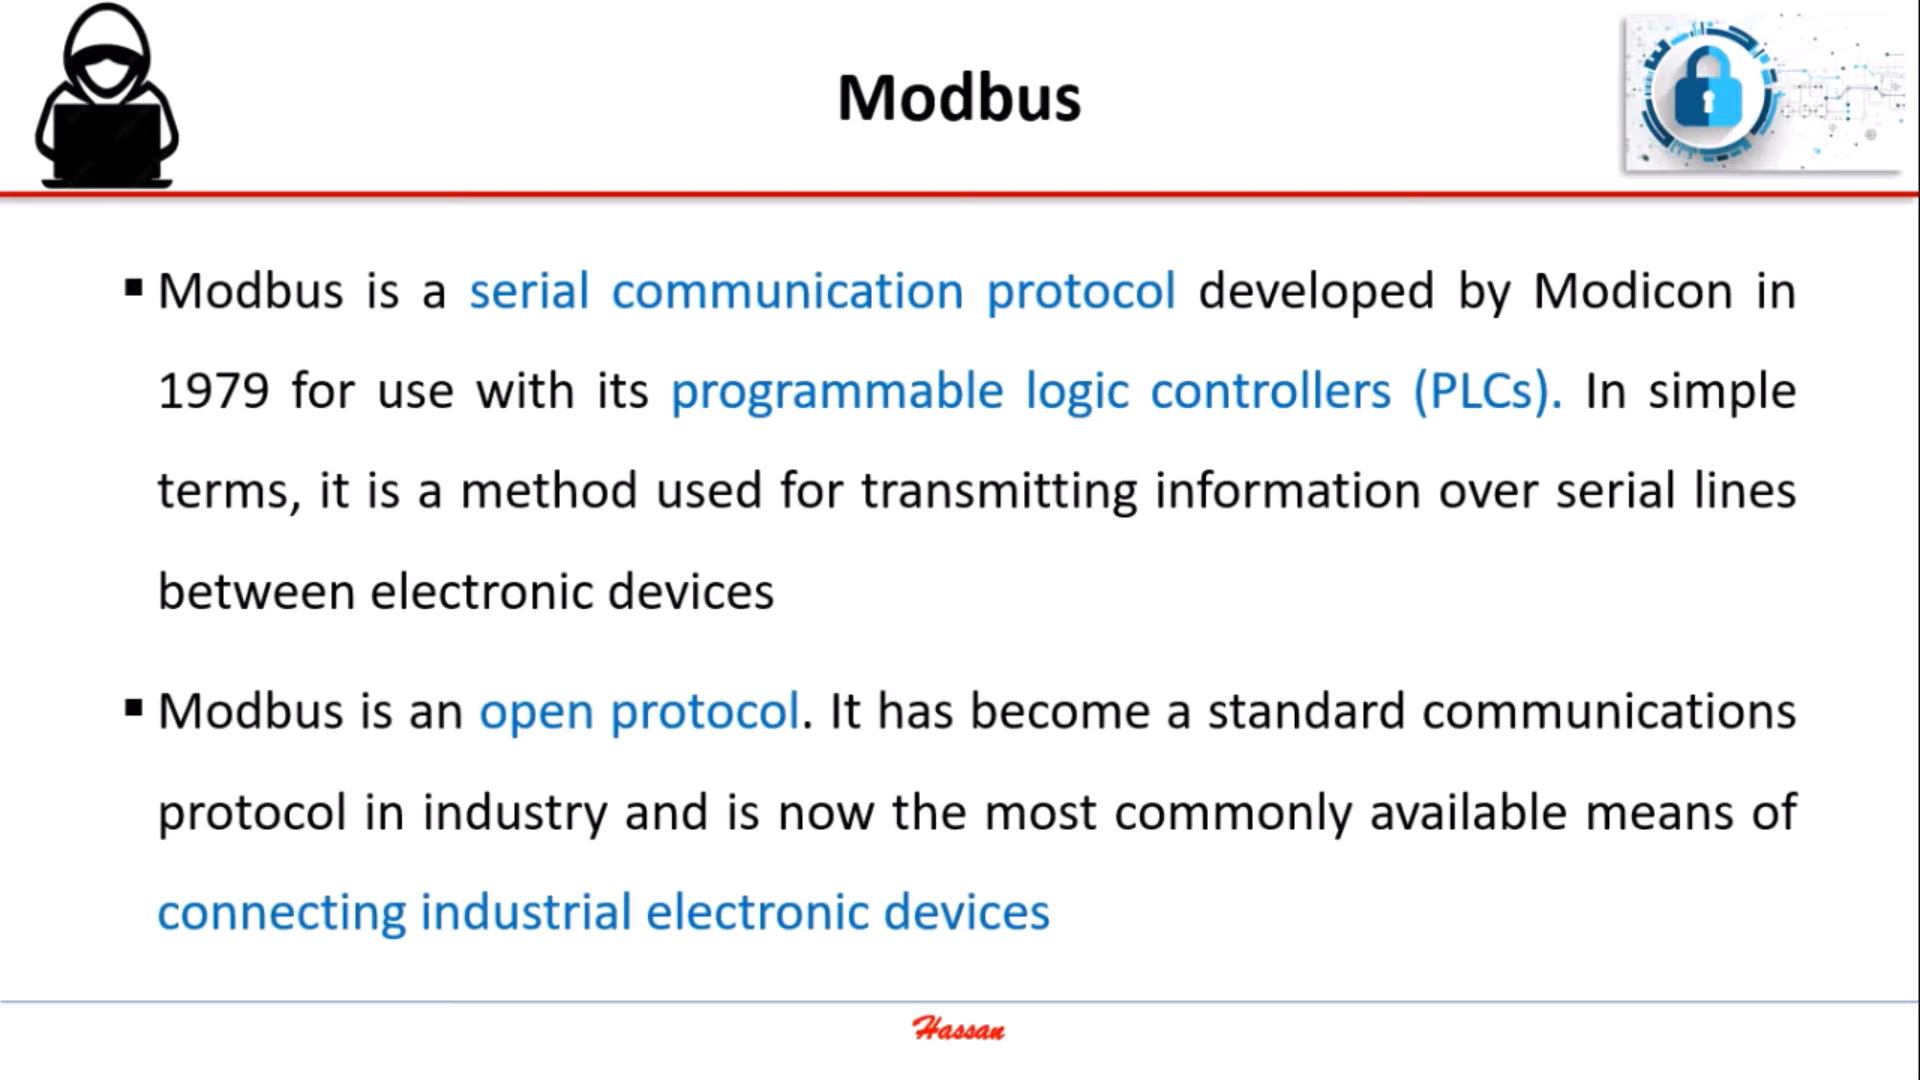 Modbus
▪ Modbus is a serial communication protocol developed by Modicon in
1979 for use with its programmable logic controllers (PLCs). In simple
terms, it is a method used for transmitting information over serial lines
between electronic devices
▪ Modbus is an open protocol. It has become a standard communications
protocol in industry and is now the most commonly available means of
connecting industrial electronic devices
Hassan